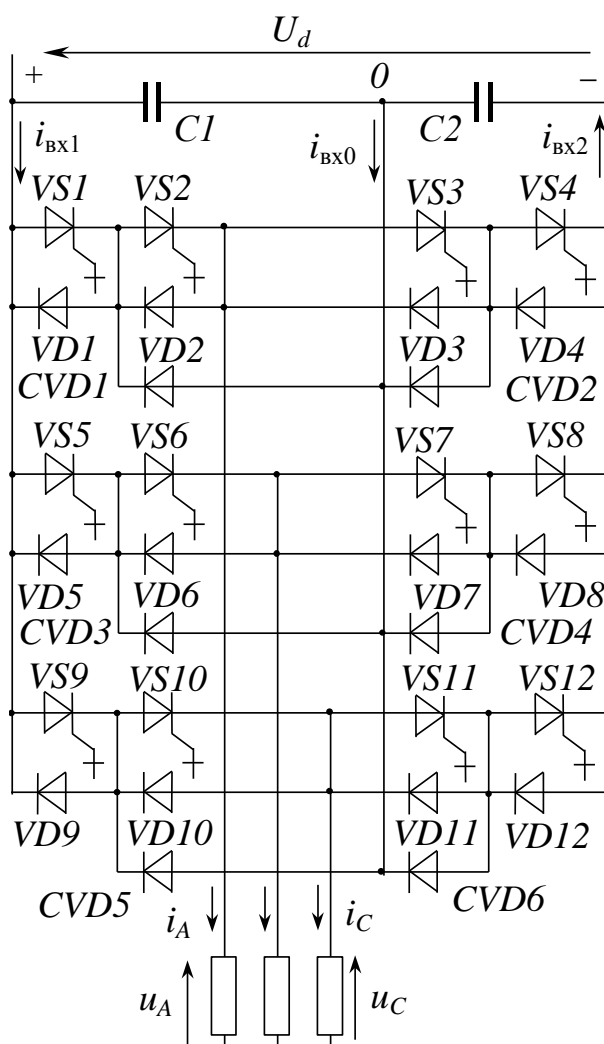 U_d
+ 0 −
C1 C2
i_вх1 i_вх0 i_вх2
VS1 VS2 VS3 VS4
VD1 VD2 VD3 VD4
CVD1 CVD2
VS5 VS6 VS7 VS8
VD5 VD6 VD7 VD8
CVD3 CVD4
VS9 VS10 VS11 VS12
VD9 VD10 VD11 VD12
CVD5 CVD6
i_A i_C
u_A u_C